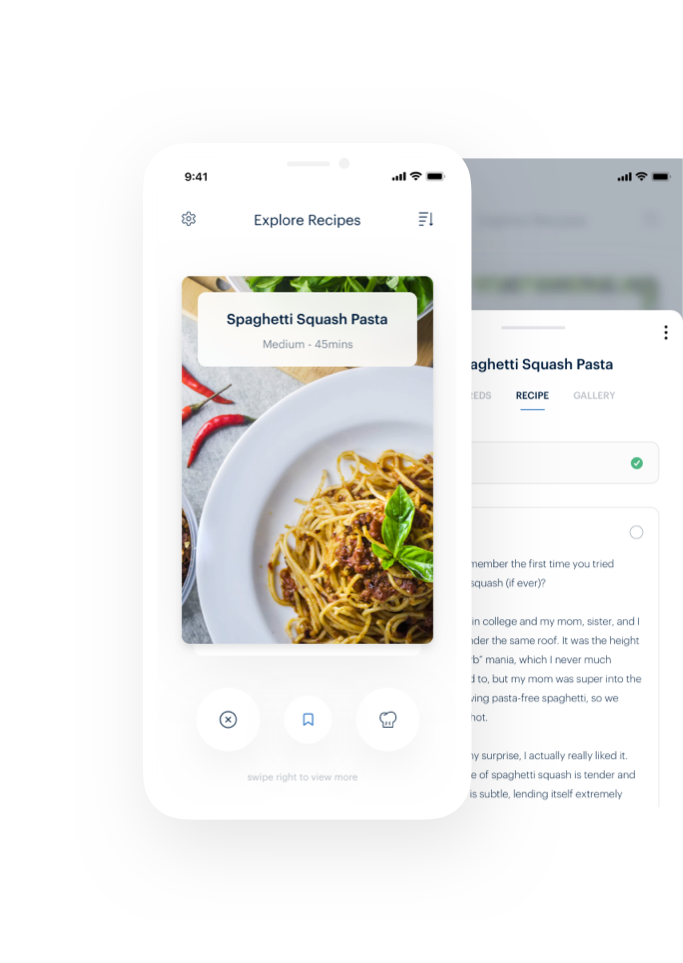 9:41
Explore Recipes
Spaghetti Squash Pasta
Medium - 45mins
swipe right to view more
aghetti Squash Pasta
EDS RECIPE GALLERY
member the first time you tried
squash (if ever)?
in college and my mom, sister, and I
nder the same roof. It was the height
rb" mania, which I never much
d to, but my mom was super into the
ving pasta-free spaghetti, so we
hot.
ny surprise, I actually really liked it.
e of spaghetti squash is tender and
is subtle, lending itself extremely